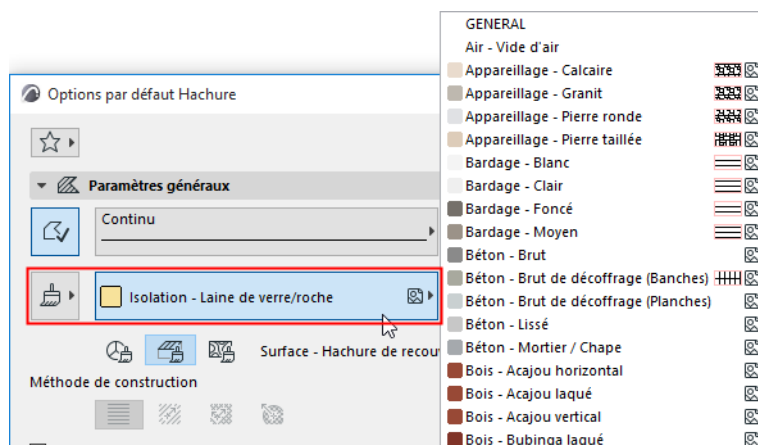 Options par défaut Hachure
Paramètres généraux
Continu
Isolation - Laine de verre/roche
Surface - Hachure de recou
Méthode de construction
GENERAL
Air - Vide d'air
Appareillage - Calcaire
Appareillage - Granit
Appareillage - Pierre ronde
Appareillage - Pierre taillée
Bardage - Blanc
Bardage - Clair
Bardage - Foncé
Bardage - Moyen
Béton - Brut
Béton - Brut de décoffrage (Banches)
Béton - Brut de décoffrage (Planches)
Béton - Lissé
Béton - Mortier / Chape
Bois - Acajou horizontal
Bois - Acajou laqué
Bois - Acajou vertical
Bois - Bubinga laqué